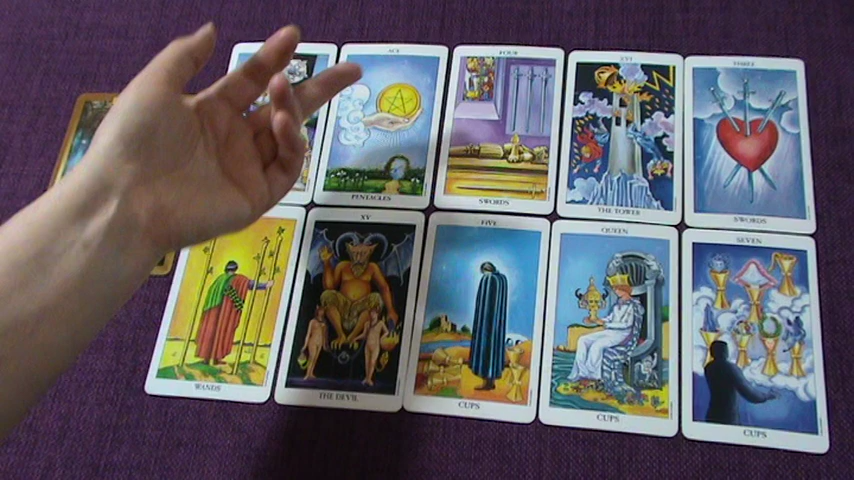 ACE
PENTACLES
FOUR
SWORDS
XVI
THE TOWER
THREE
SWORDS
WANDS
XV
THE DEVIL
FIVE
CUPS
QUEEN
CUPS
SEVEN
CUPS